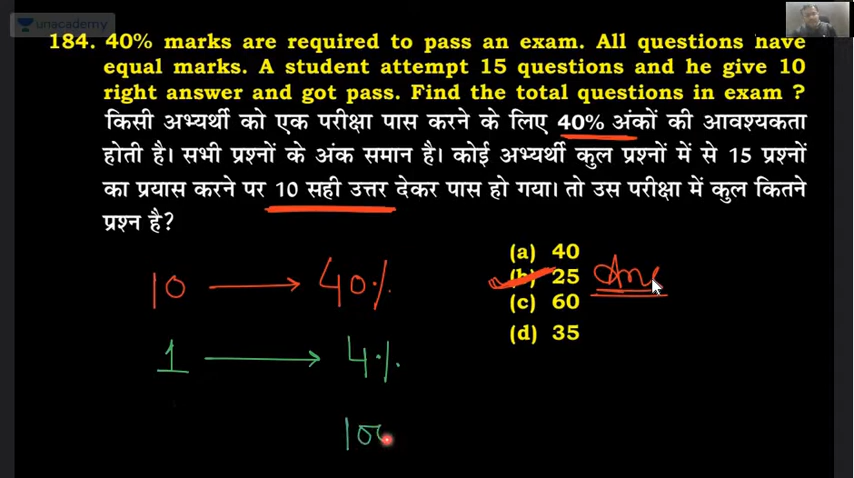 unacademy
184. 40% marks are required to pass an exam. All questions have
equal marks. A student attempt 15 questions and he give 10
right answer and got pass. Find the total questions in exam ?
किसी अभ्यर्थी को एक परीक्षा पास करने के लिए 40% अंकों की आवश्यकता
होती है। सभी प्रश्नों के अंक समान है। कोई अभ्यर्थी कुल प्रश्नों में से 15 प्रश्नों
का प्रयास करने पर 10 सही उत्तर देकर पास हो गया। तो उस परीक्षा में कुल कितने
प्रश्न है?
(a) 40
(b) 25 Ans
(c) 60
(d) 35
10 → 40%
1 → 4%
100